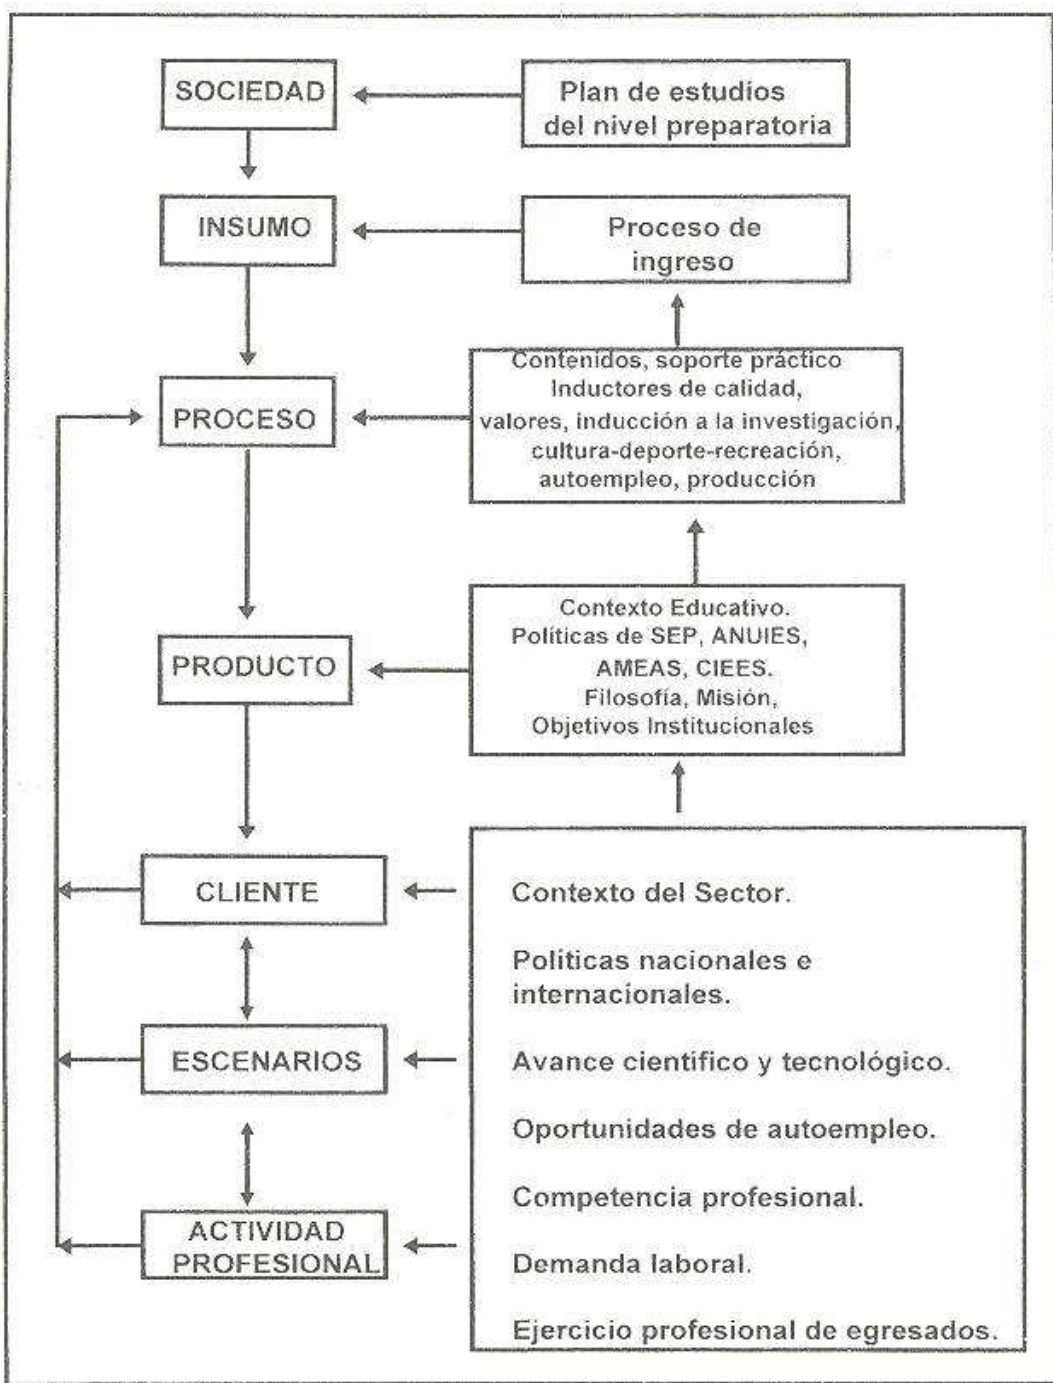 SOCIEDAD
Plan de estudios
del nivel preparatoria
INSUMO
Proceso de
ingreso
PROCESO
Contenidos, soporte práctico
Inductores de calidad,
valores, inducción a la investigación,
cultura-deporte-recreación,
autoempleo, producción
PRODUCTO
Contexto Educativo.
Políticas de SEP, ANUIES,
AMEAS, CIEES.
Filosofía, Misión,
Objetivos Institucionales
CLIENTE
ESCENARIOS
ACTIVIDAD
PROFESIONAL
Contexto del Sector.
Políticas nacionales e
internacionales.
Avance científico y tecnológico.
Oportunidades de autoempleo.
Competencia profesional.
Demanda laboral.
Ejercicio profesional de egresados.